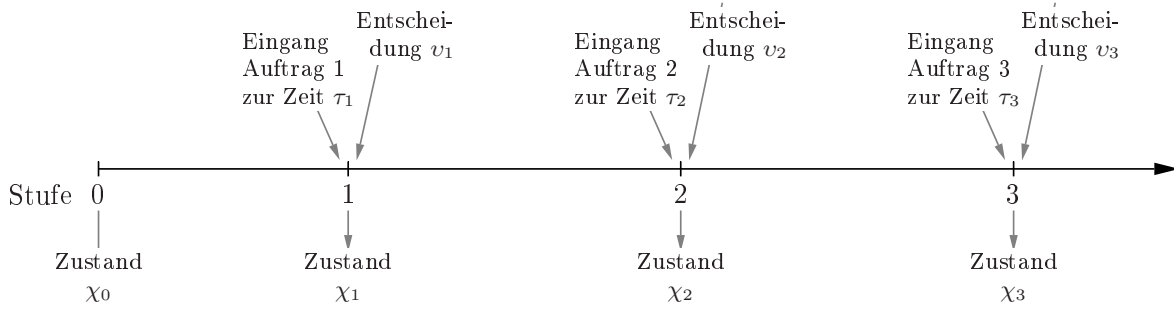 Eingang
Auftrag 1
zur Zeit τ₁
Entschei-
dung υ₁
Eingang
Auftrag 2
zur Zeit τ₂
Entschei-
dung υ₂
Eingang
Auftrag 3
zur Zeit τ₃
Entschei-
dung υ₃
Stufe 0 1 2 3
Zustand
χ₀
Zustand
χ₁
Zustand
χ₂
Zustand
χ₃